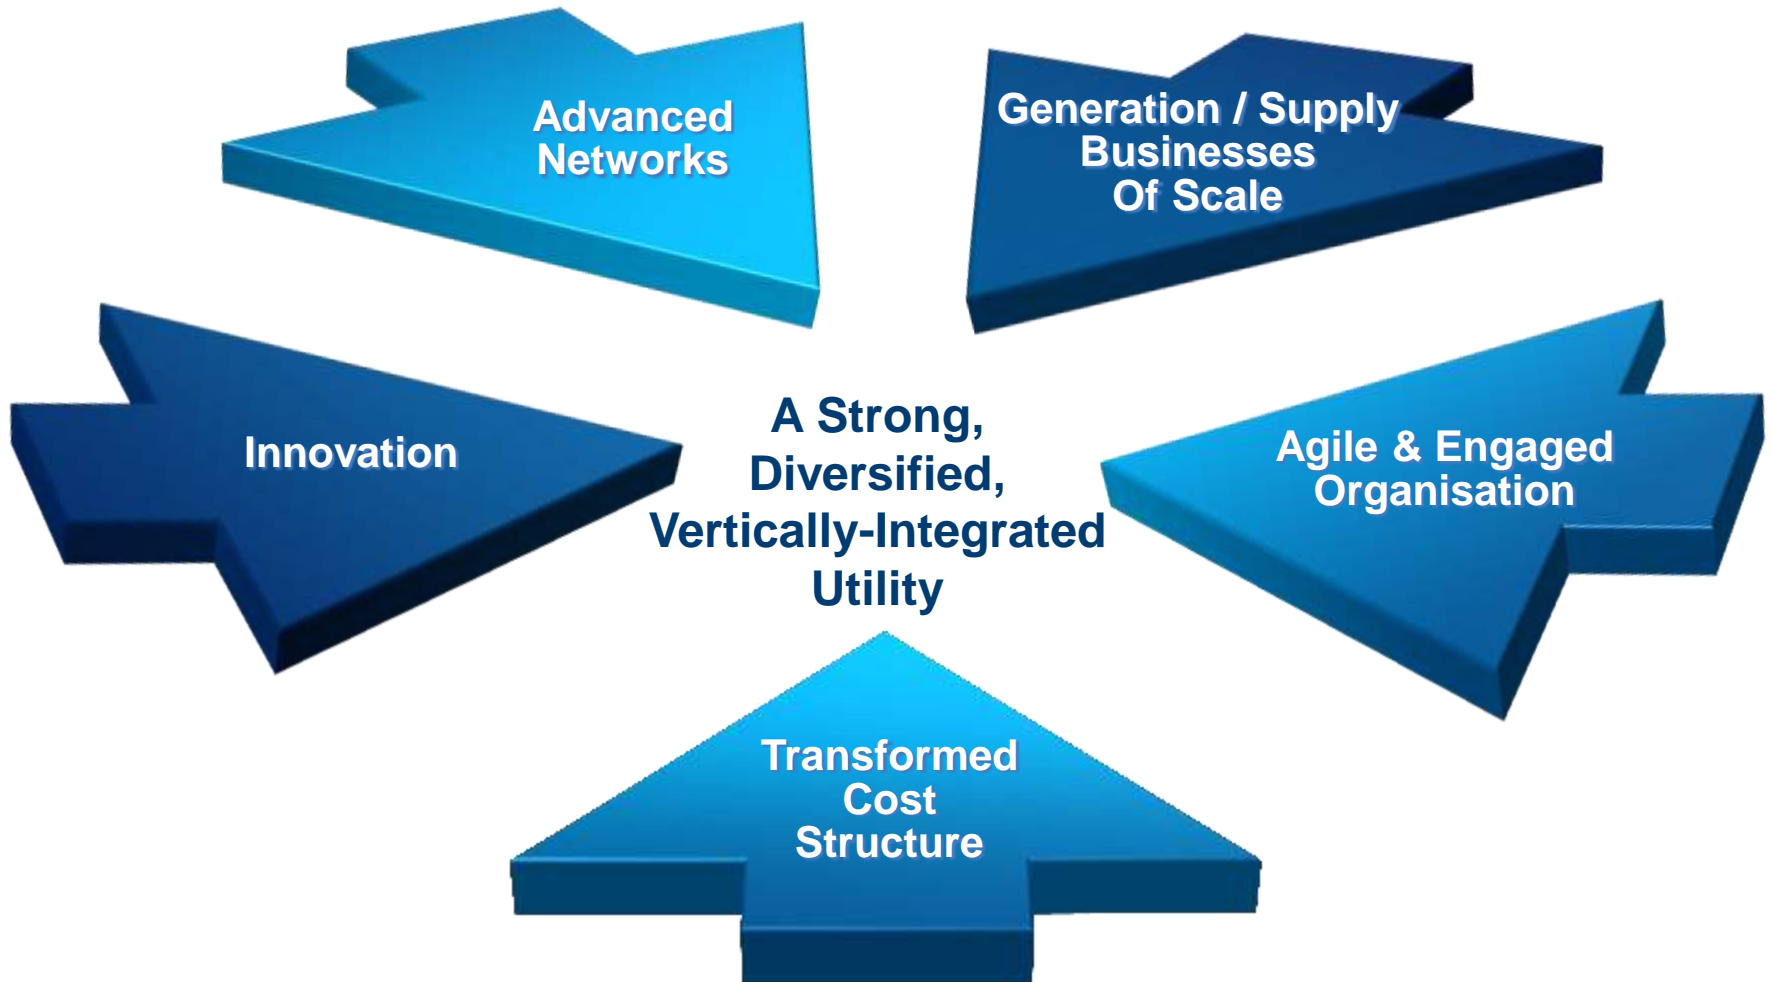 Advanced
Networks
Generation / Supply
Businesses
Of Scale
Innovation
A Strong,
Diversified,
Vertically-Integrated
Utility
Agile & Engaged
Organisation
Transformed
Cost
Structure